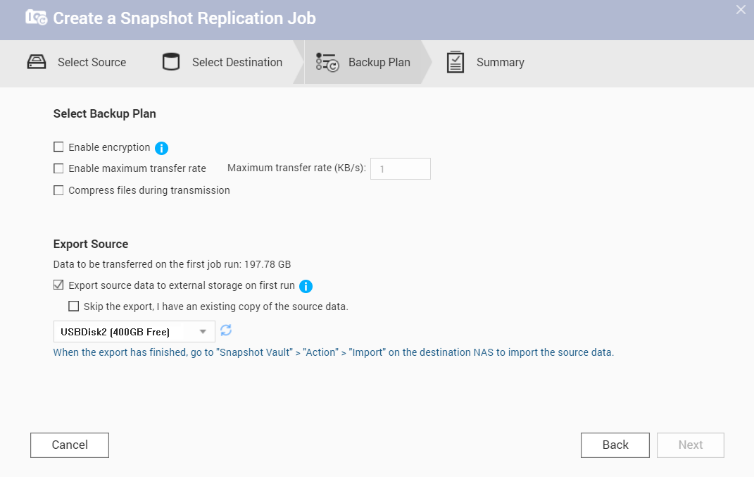 Create a Snapshot Replication Job
Select Source Select Destination Backup Plan Summary
Select Backup Plan
Enable encryption
Enable maximum transfer rate Maximum transfer rate (KB/s): 1
Compress files during transmission
Export Source
Data to be transferred on the first job run: 197.78 GB
Export source data to external storage on first run
Skip the export, I have an existing copy of the source data.
USBDisk2 (400GB Free)
When the export has finished, go to "Snapshot Vault" > "Action" > "Import" on the destination NAS to import the source data.
Cancel Back Next